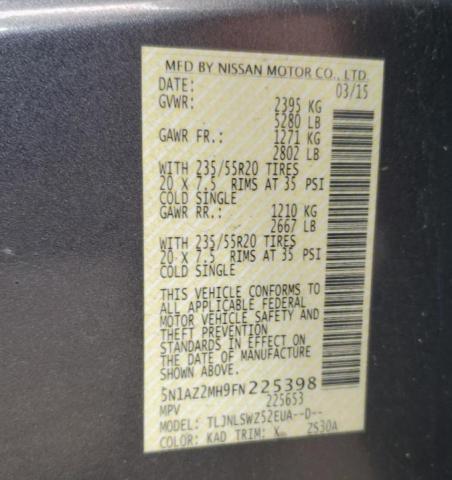 MFD BY NISSAN MOTOR CO., LTD.
DATE: 03/15
GVWR: 2395 KG
5280 LB
GAWR FR.: 1271 KG
2802 LB
WITH 235/55R20 TIRES
20 X 7.5 RIMS AT 35 PSI
COLD SINGLE
GAWR RR.: 1210 KG
2667 LB
WITH 235/55R20 TIRES
20 X 7.5 RIMS AT 35 PSI
COLD SINGLE
THIS VEHICLE CONFORMS TO
ALL APPLICABLE FEDERAL
MOTOR VEHICLE SAFETY AND
THEFT PREVENTION
STANDARDS IN EFFECT ON
THE DATE OF MANUFACTURE
SHOWN ABOVE.
5N1AZ2MH9FN225398
MPV 225653
MODEL: TLJNLSWZ52EUA--D--
COLOR: KAD TRIM: X ZS30A